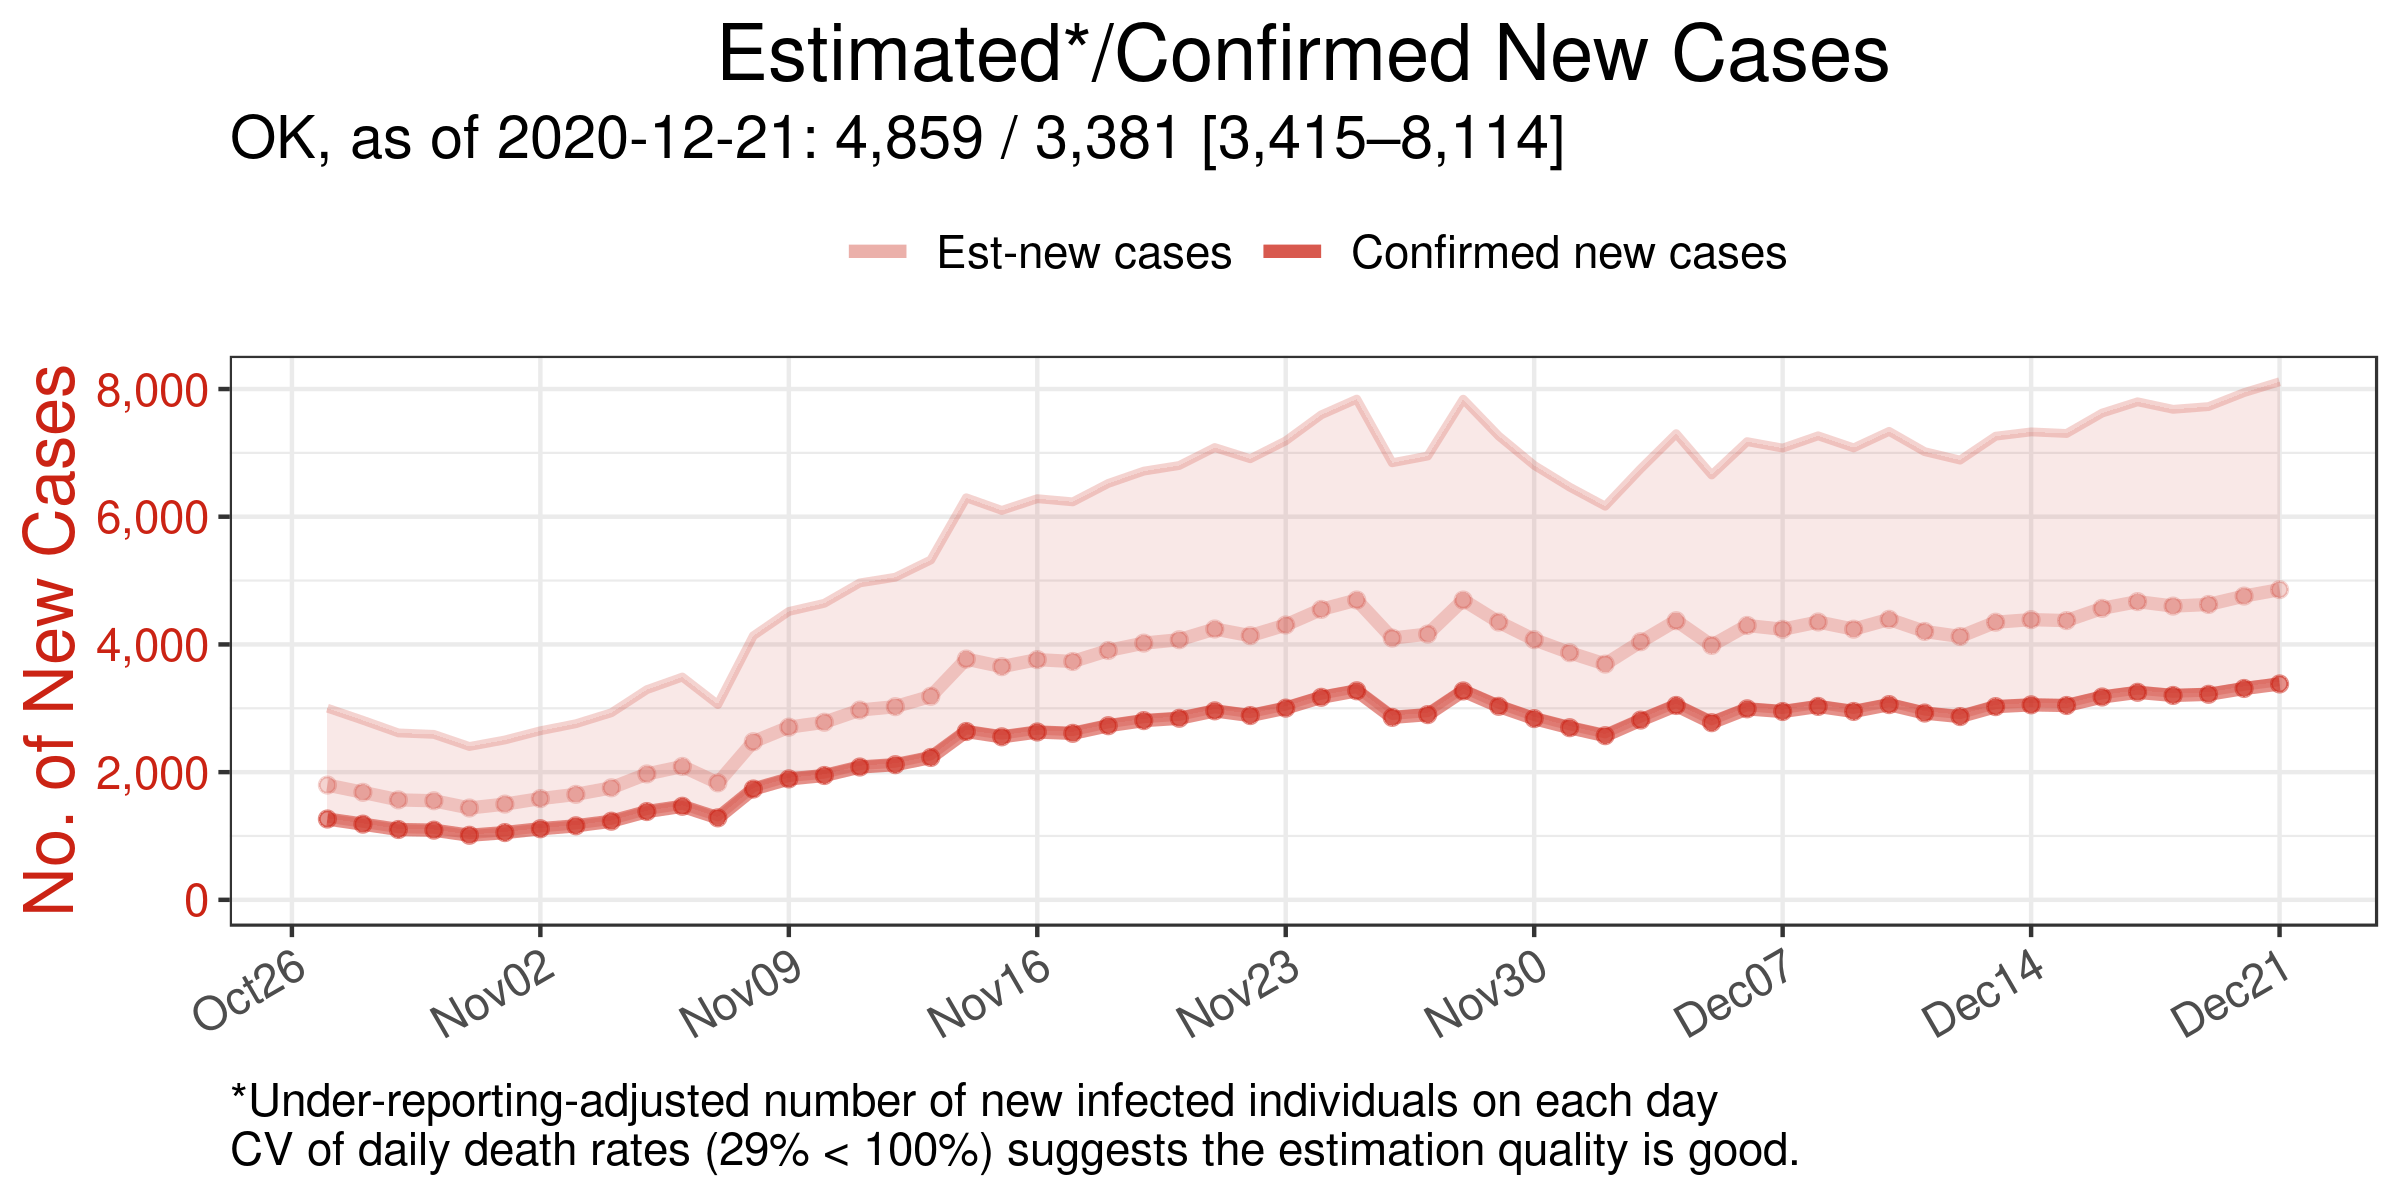 Estimated*/Confirmed New Cases
OK, as of 2020-12-21: 4,859 / 3,381 [3,415–8,114]
Est-new cases
Confirmed new cases
No. of New Cases
8,000
6,000
4,000
2,000
0
Oct26
Nov02
Nov09
Nov16
Nov23
Nov30
Dec07
Dec14
Dec21
*Under-reporting-adjusted number of new infected individuals on each day
CV of daily death rates (29% < 100%) suggests the estimation quality is good.